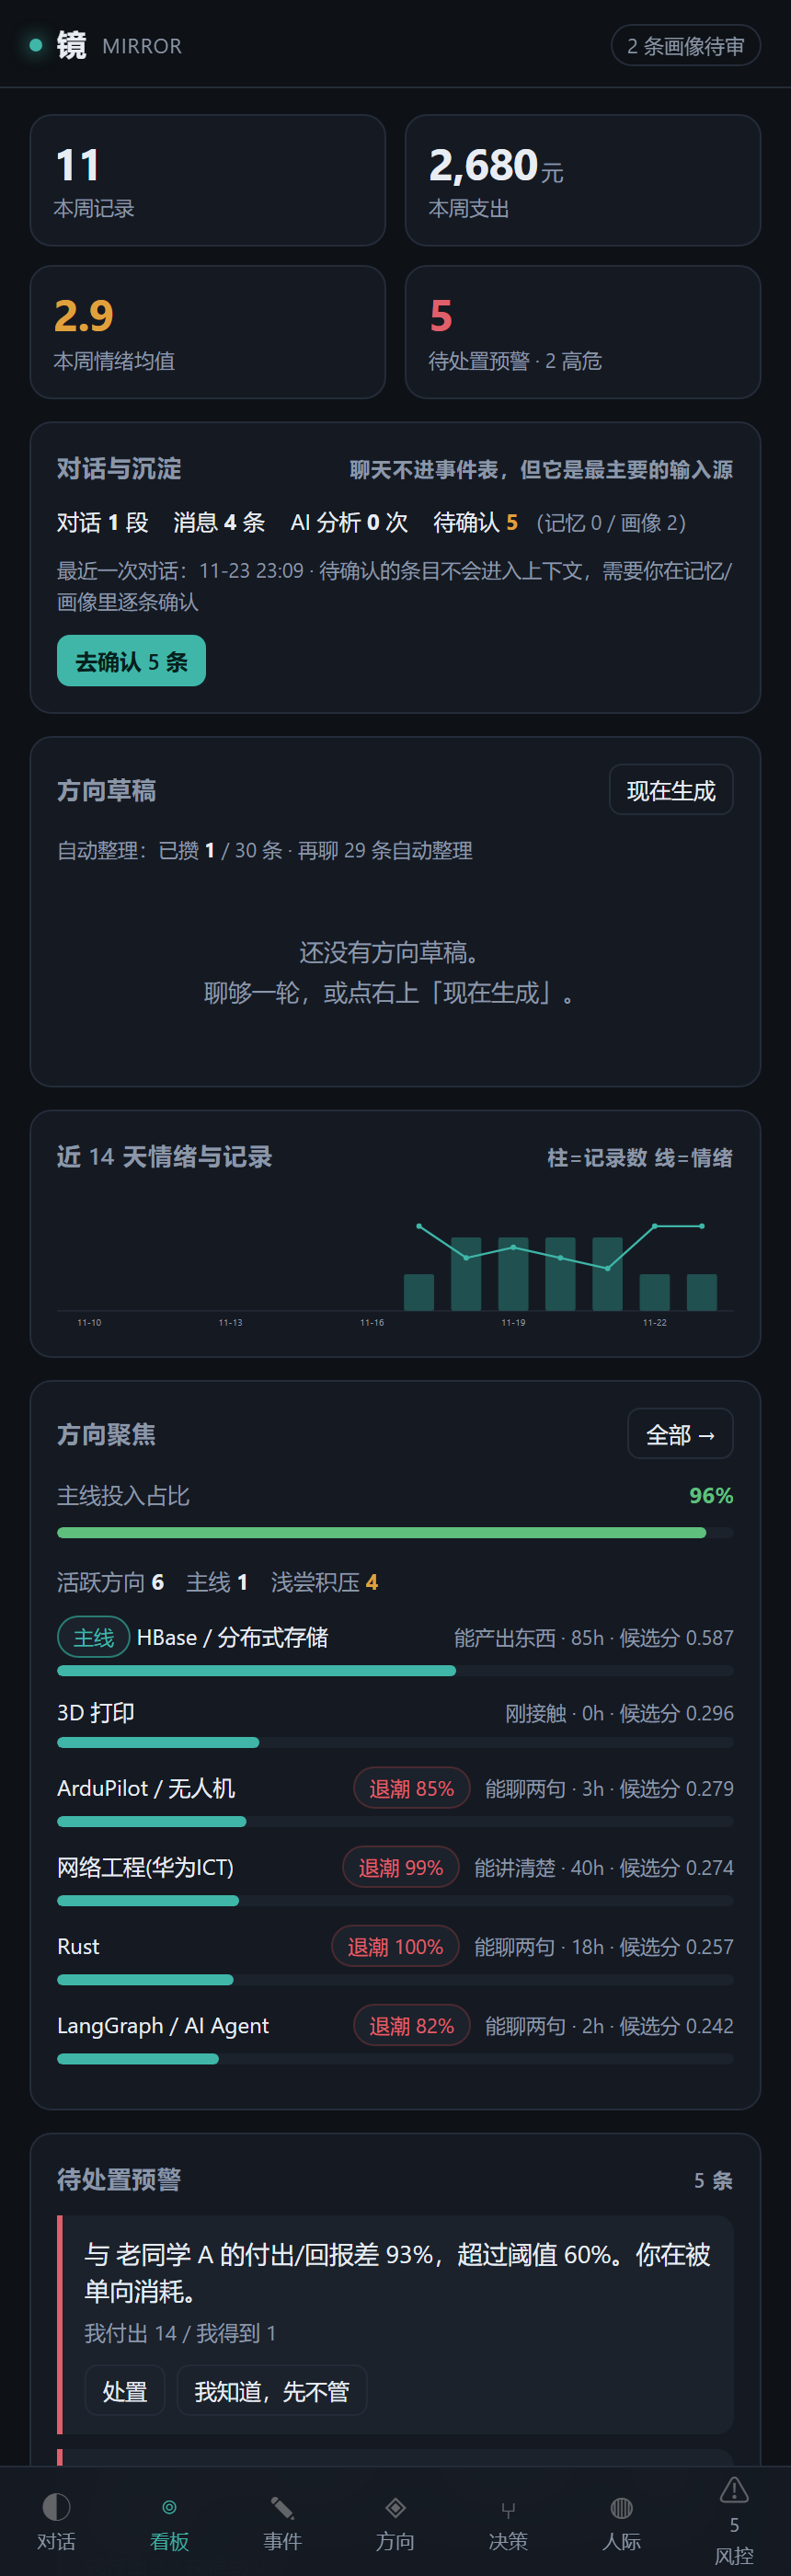 镜 MIRROR
2 条画像待审
11
本周记录
2,680元
本周支出
2.9
本周情绪均值
5
待处置预警 · 2 高危
对话与沉淀
聊天不进事件表，但它是最主要的输入源
对话 1 段 消息 4 条 AI 分析 0 次 待确认 5 （记忆 0 / 画像 2）
最近一次对话：11-23 23:09 · 待确认的条目不会进入上下文，需要你在记忆/
画像里逐条确认
去确认 5 条
方向草稿
现在生成
自动整理：已攒 1 / 30 条 · 再聊 29 条自动整理
还没有方向草稿。
聊够一轮，或点右上「现在生成」。
近 14 天情绪与记录
柱=记录数 线=情绪
11-10 11-13 11-16 11-19 11-22
方向聚焦
全部 →
主线投入占比 96%
活跃方向 6 主线 1 浅尝积压 4
主线 HBase / 分布式存储 能产出东西 · 85h · 候选分 0.587
3D 打印 刚接触 · 0h · 候选分 0.296
ArduPilot / 无人机 退潮 85% 能聊两句 · 3h · 候选分 0.279
网络工程(华为ICT) 退潮 99% 能讲清楚 · 40h · 候选分 0.274
Rust 退潮 100% 能聊两句 · 18h · 候选分 0.257
LangGraph / AI Agent 退潮 82% 能聊两句 · 2h · 候选分 0.242
待处置预警
5 条
与 老同学 A 的付出/回报差 93%，超过阈值 60%。你在被
单向消耗。
我付出 14 / 我得到 1
处置 我知道，先不管
对话 看板 事件 方向 决策 人际
5
风控